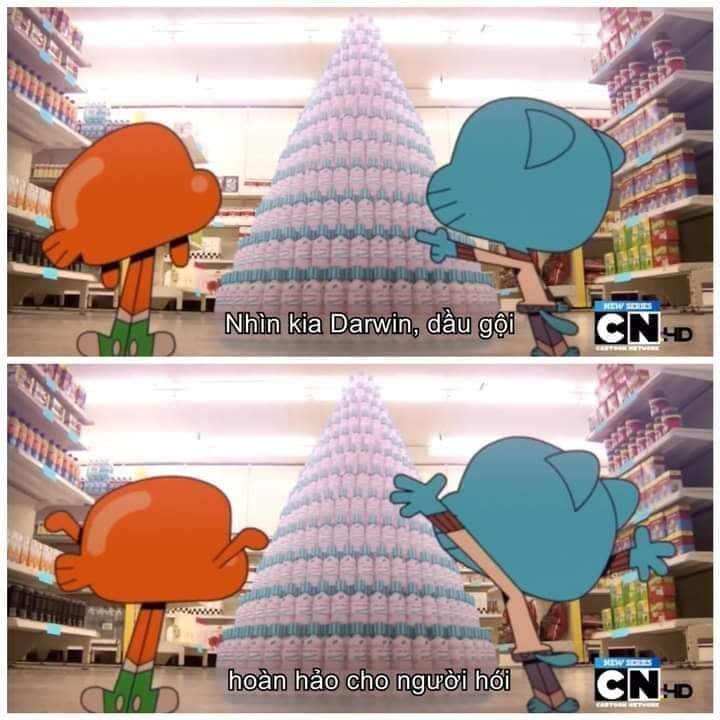 Nhìn kia Darwin, dầu gội
NEW SERIES
CN HD
CARTOON NETWORK
hoàn hảo cho người hói
NEW SERIES
CN HD
CARTOON NETWORK